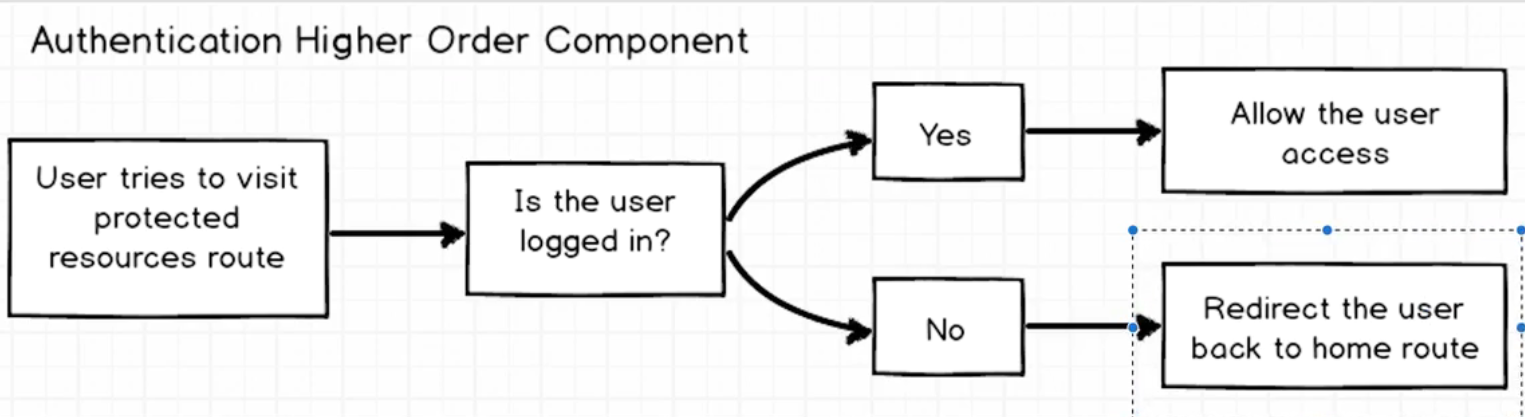 Authentication Higher Order Component
User tries to visit
protected
resources route
Is the user
logged in?
Yes
Allow the user
access
No
Redirect the user
back to home route